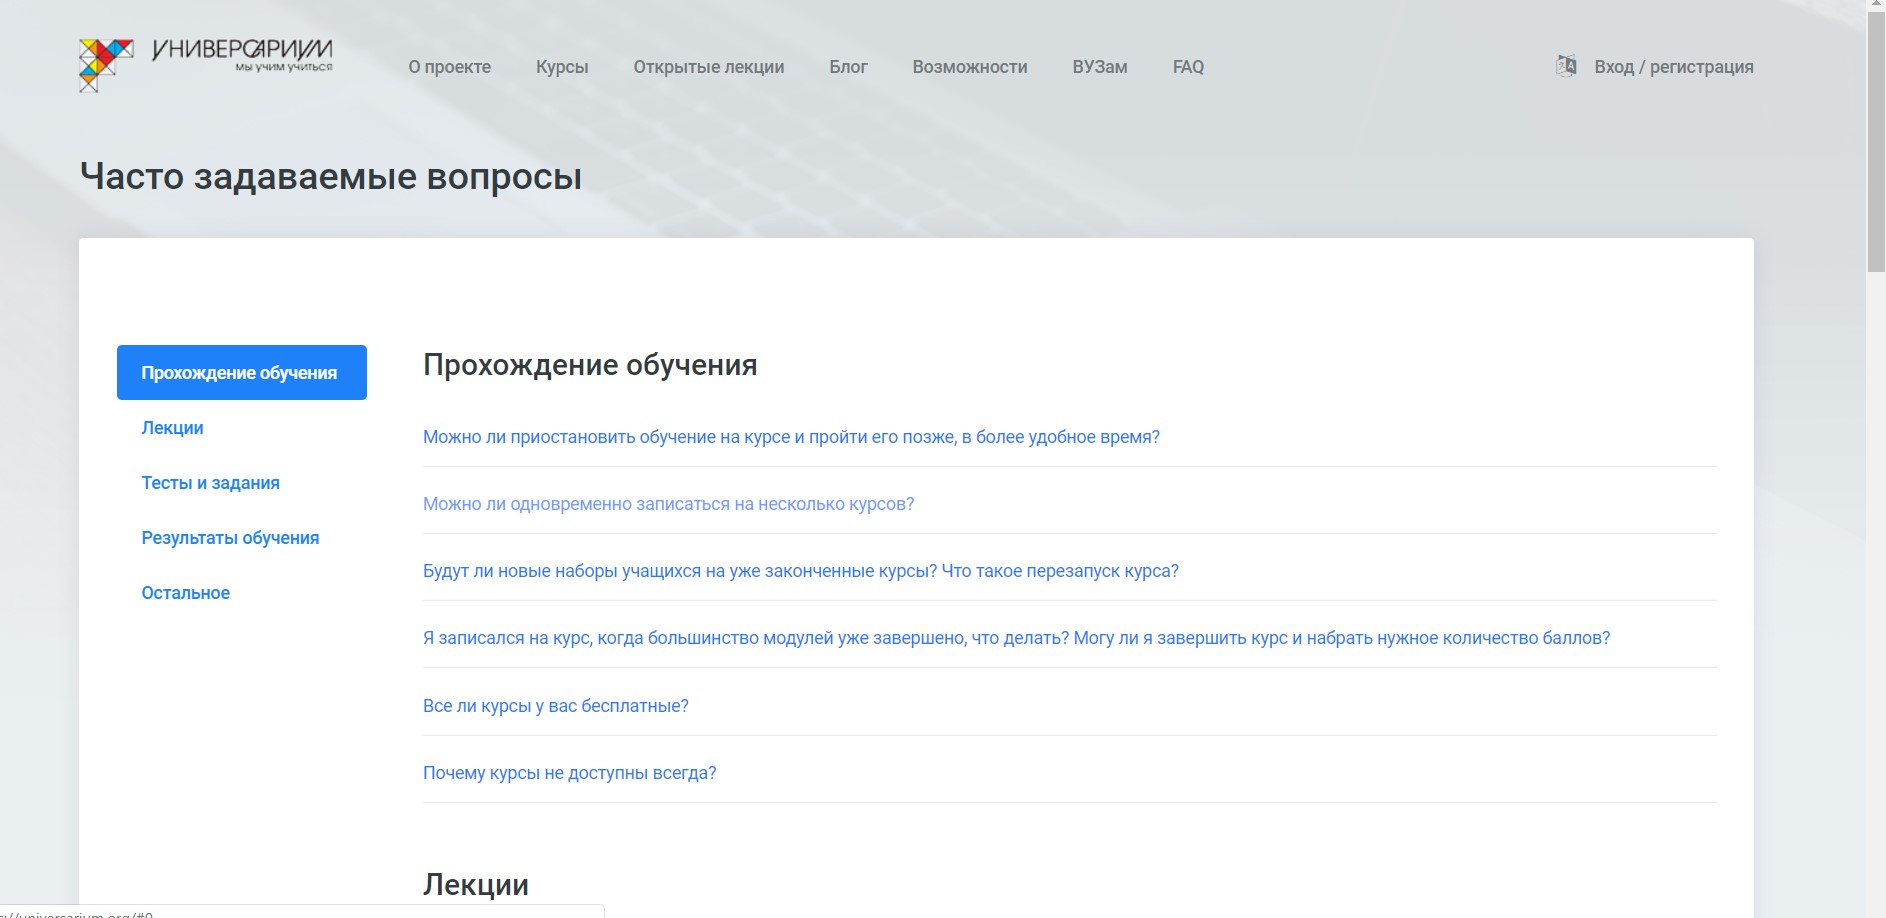 УНИВЕРСАРИУМ
мы учим учиться
О проекте
Курсы
Открытые лекции
Блог
Возможности
ВУЗам
FAQ
Вход / регистрация
Часто задаваемые вопросы
Прохождение обучения
Лекции
Тесты и задания
Результаты обучения
Остальное
Прохождение обучения
Можно ли приостановить обучение на курсе и пройти его позже, в более удобное время?
Можно ли одновременно записаться на несколько курсов?
Будут ли новые наборы учащихся на уже законченные курсы? Что такое перезапуск курса?
Я записался на курс, когда большинство модулей уже завершено, что делать? Могу ли я завершить курс и набрать нужное количество баллов?
Все ли курсы у вас бесплатные?
Почему курсы не доступны всегда?
Лекции